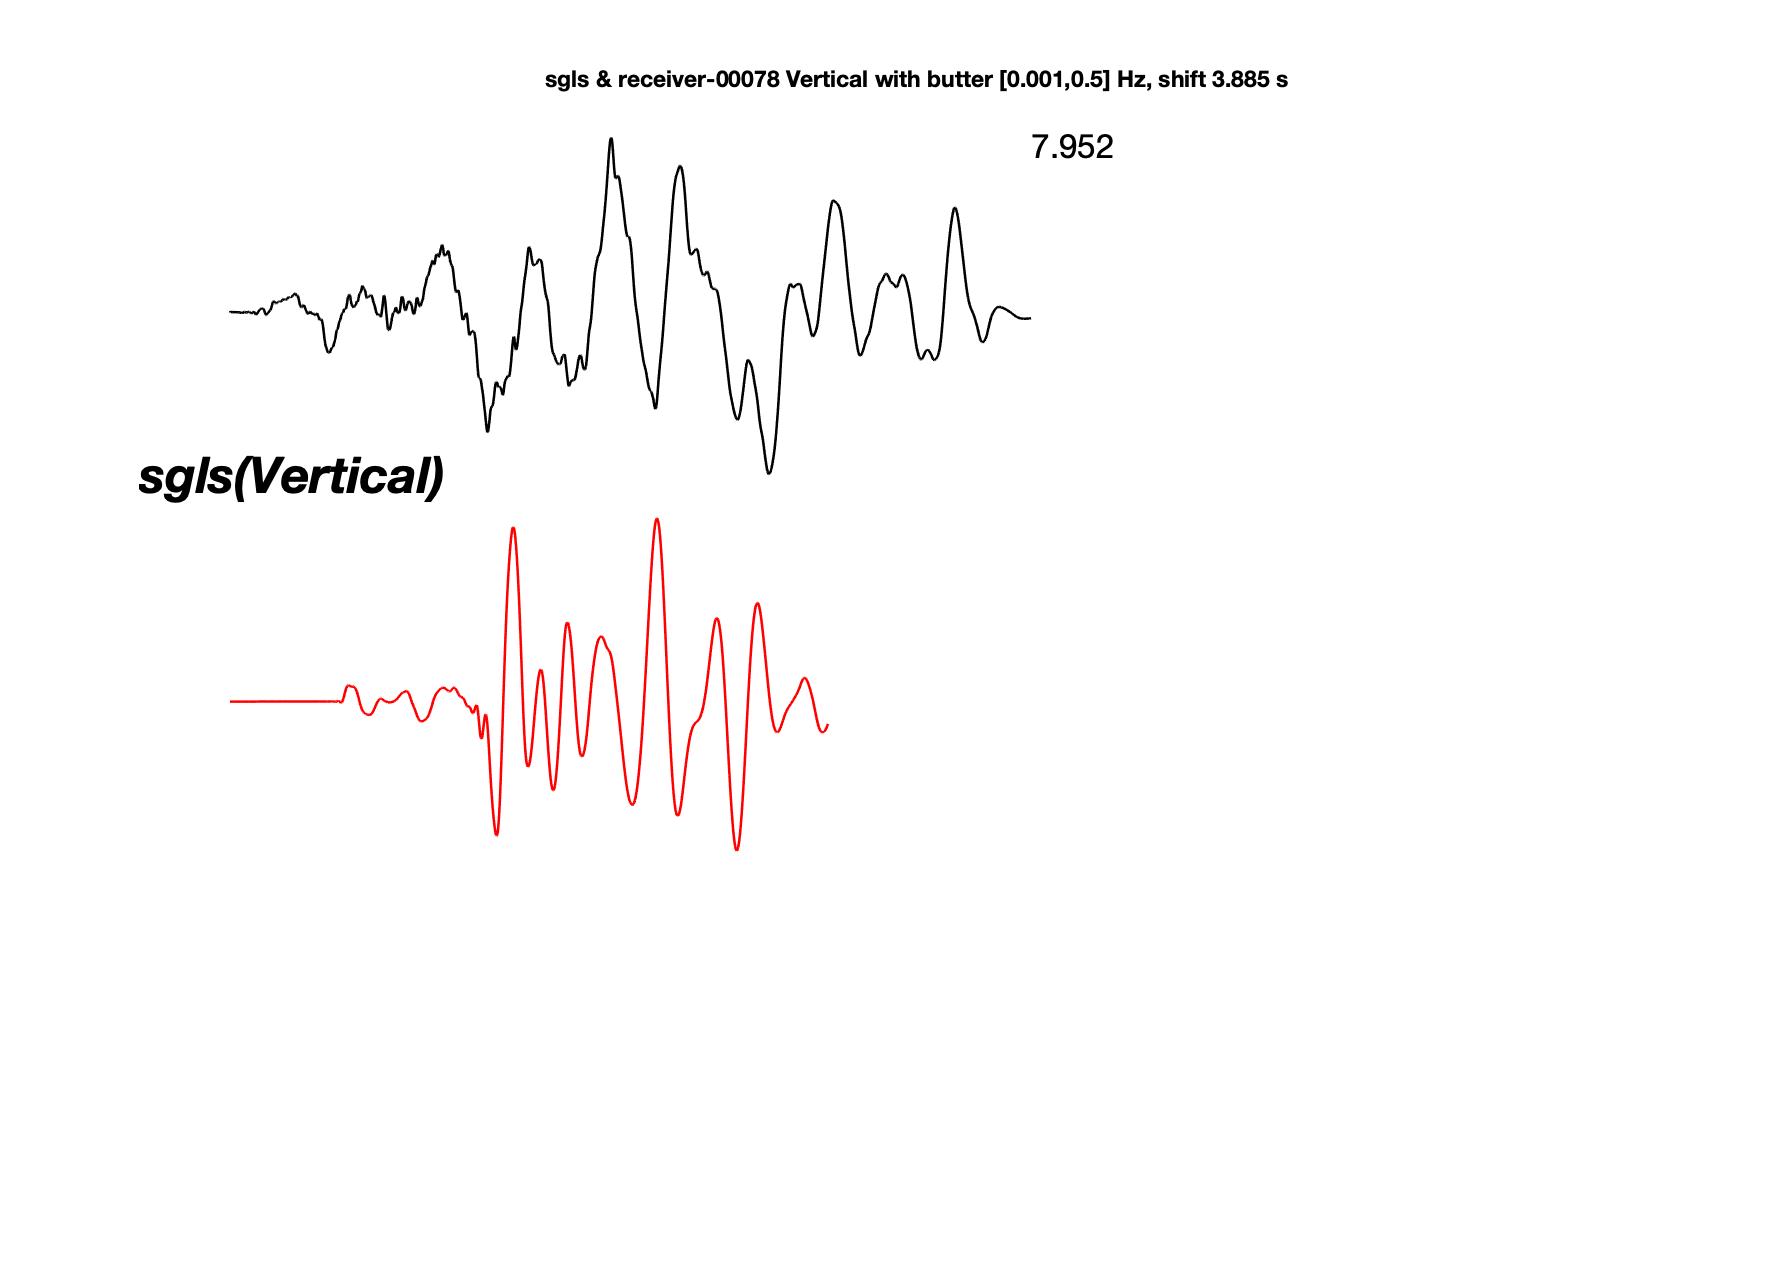 sgls & receiver-00078 Vertical with butter [0.001,0.5] Hz, shift 3.885 s
7.952
sgls(Vertical)